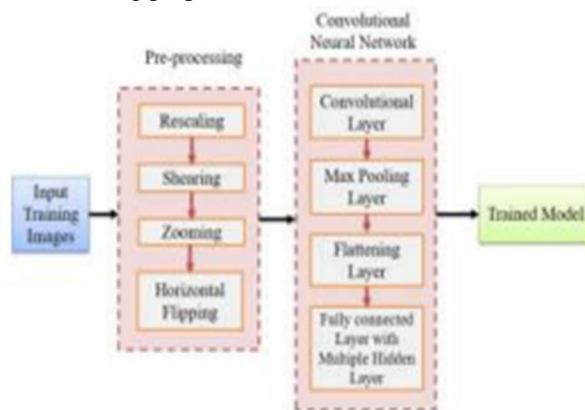 Convolutional
Neural Network
Pre-processing
Convolutional
Layer
Rescaling
Shearing
Max Pooling
Layer
Input
Training
Images
Trained Model
Zooming
Flattening
Layer
Horizontal
Flipping
Fully connected
Layer with
Multiple Hidden
Layer